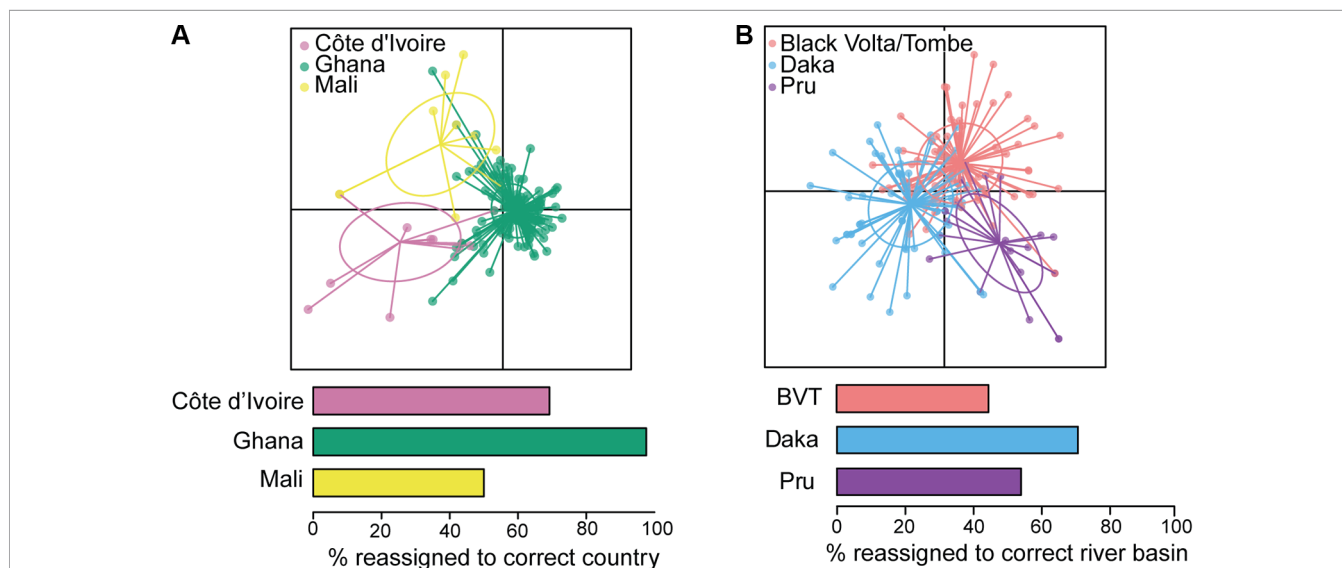 A
Côte d'Ivoire
Ghana
Mali
Côte d’Ivoire
Ghana
Mali
0 20 40 60 80 100
% reassigned to correct country
B
Black Volta/Tombe
Daka
Pru
BVT
Daka
Pru
0 20 40 60 80 100
% reassigned to correct river basin